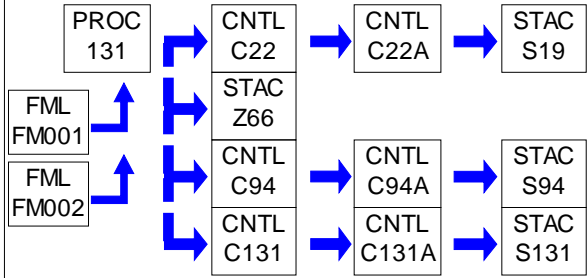 PROC
131
CNTL
C22
CNTL
C22A
STAC
S19
STAC
Z66
FML
FM001
FML
FM002
CNTL
C94
CNTL
C94A
STAC
S94
CNTL
C131
CNTL
C131A
STAC
S131